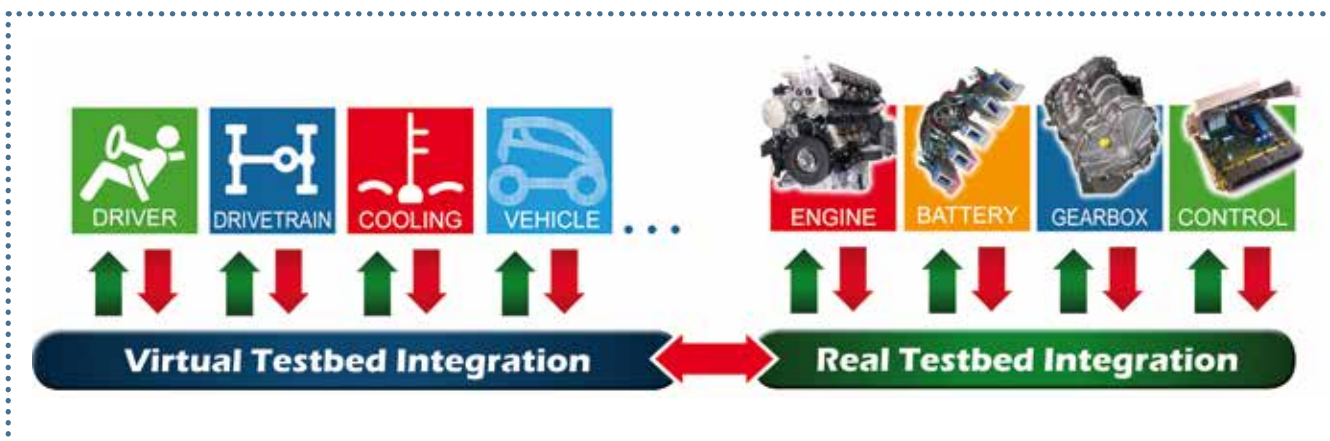 DRIVER
DRIVETRAIN
COOLING
VEHICLE
...
ENGINE
BATTERY
GEARBOX
CONTROL
Virtual Testbed Integration
Real Testbed Integration